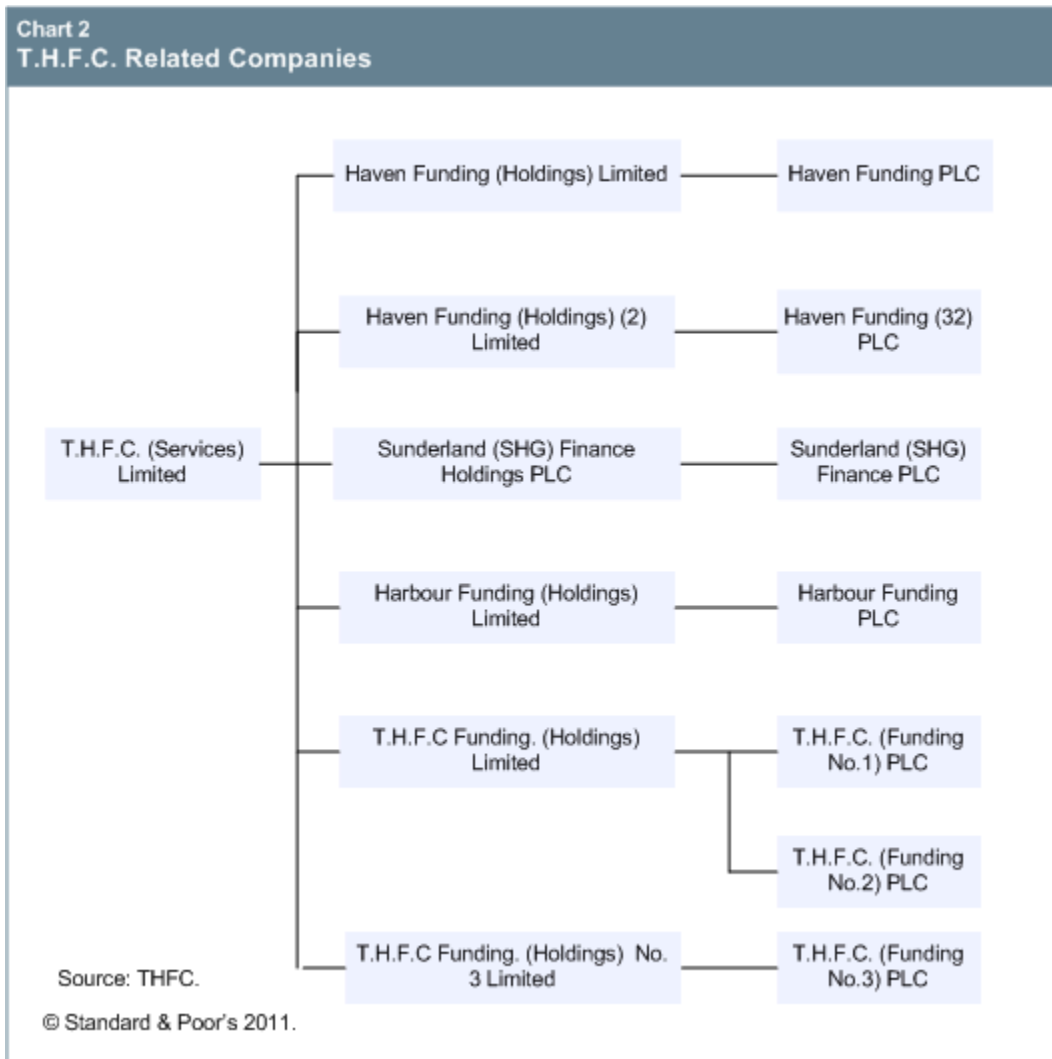 Chart 2
T.H.F.C. Related Companies
Haven Funding (Holdings) Limited
Haven Funding PLC
Haven Funding (Holdings) (2)
Limited
Haven Funding (32)
PLC
T.H.F.C. (Services)
Limited
Sunderland (SHG) Finance
Holdings PLC
Sunderland (SHG)
Finance PLC
Harbour Funding (Holdings)
Limited
Harbour Funding
PLC
T.H.F.C Funding. (Holdings)
Limited
T.H.F.C. (Funding
No.1) PLC
T.H.F.C. (Funding
No.2) PLC
T.H.F.C Funding. (Holdings) No.
3 Limited
T.H.F.C. (Funding
No.3) PLC
Source: THFC.
© Standard & Poor's 2011.